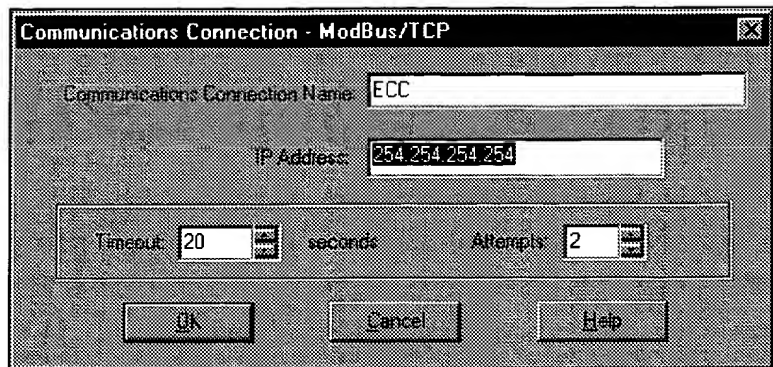 Communications Connection - ModBus/TCP
Communications Connection Name: ECC
IP Address: 254.254.254.254
Timeout: 20 seconds Attempts: 2
OK Cancel Help